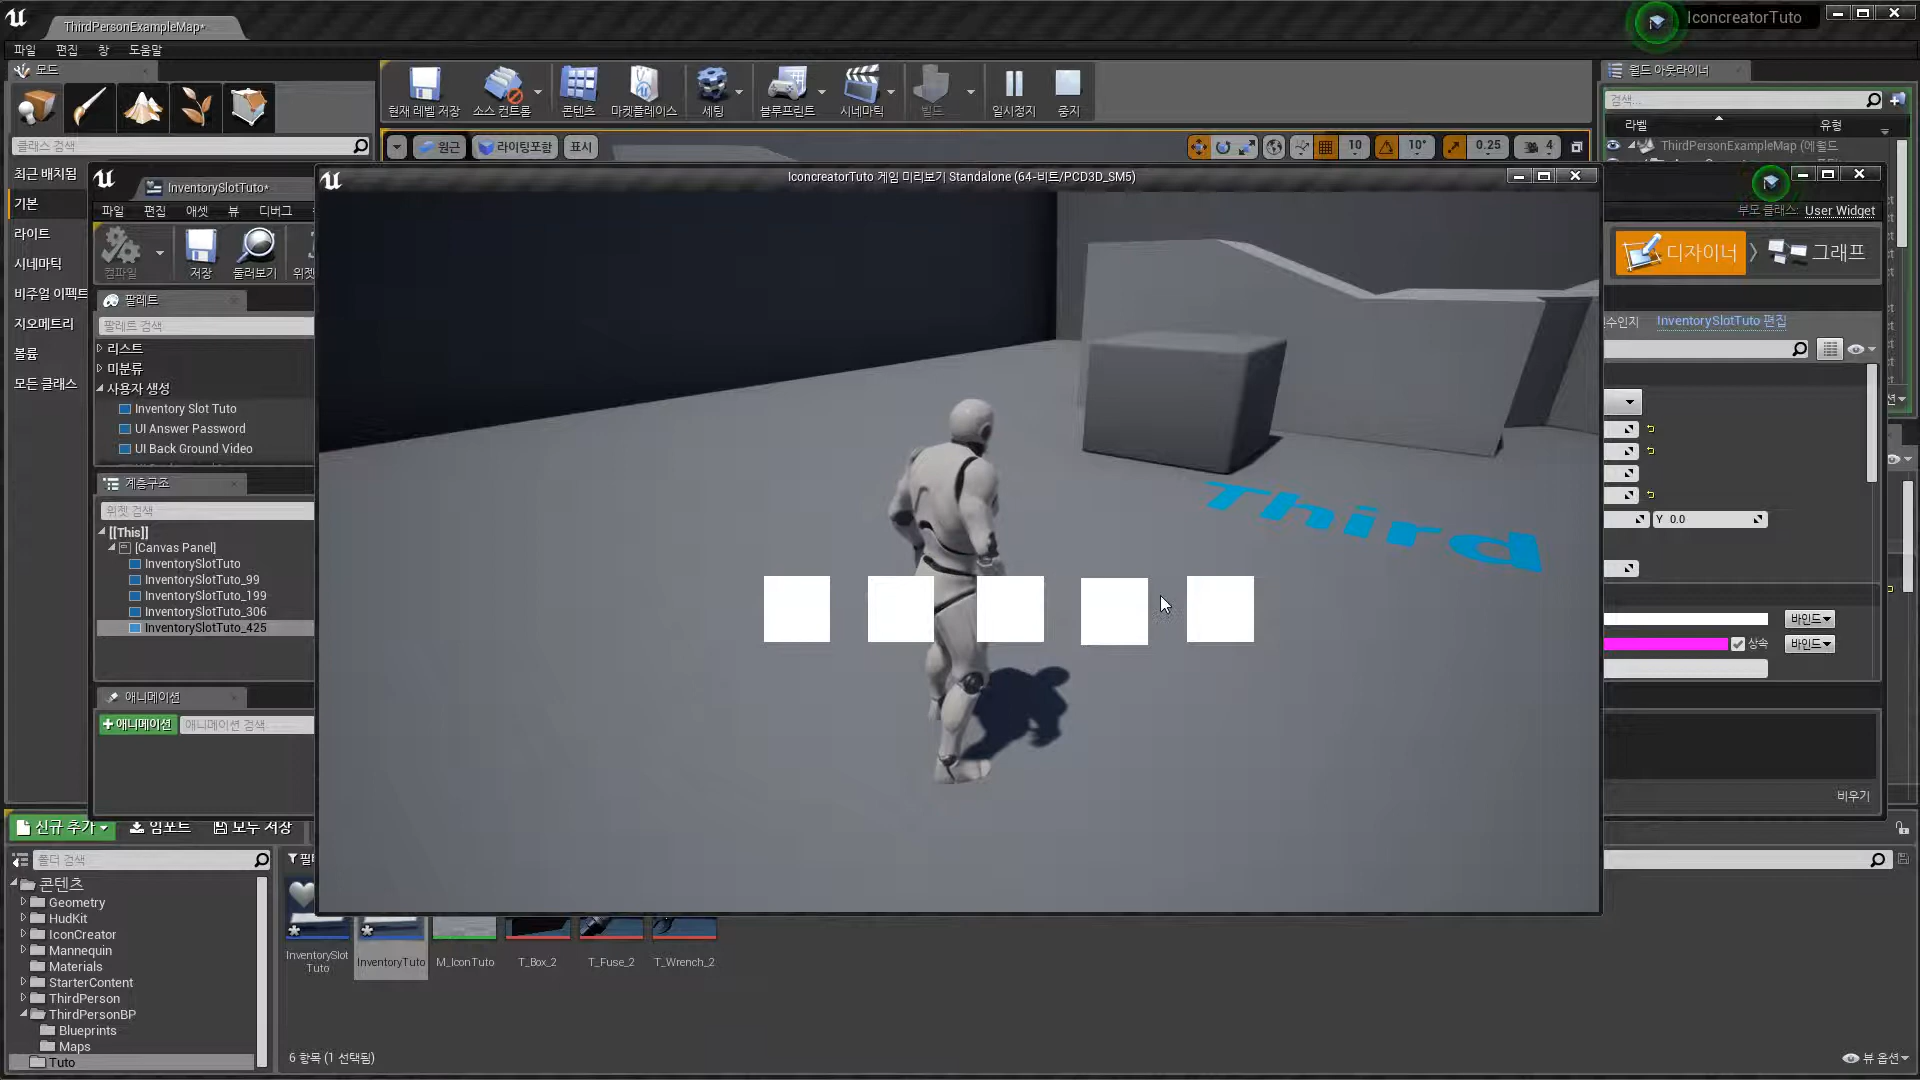 ThirdPersonExampleMap*
IconcreatorTuto
파일 편집 창 도움말
모드
월드 아웃라이너
현재 레벨 저장 소스 컨트롤 콘텐츠 마켓플레이스 세팅 블루프린트 시네마틱 빌드 일시정지 중지
검색...
라벨 유형
클래스 검색
원근 라이팅포함 표시 10 10° 0.25 4
ThirdPersonExampleMap (에
최근 배치됨
기본
라이트
시네마틱
비주얼 이펙트
지오메트리
볼륨
모든 클래스
InventorySlotTuto*
IconcreatorTuto 게임 미리보기 Standalone (64-비트/PCD3D_SM5)
파일 편집 애셋 뷰 디버그
부모 클래스: User Widget
컴파일 저장 둘러보기
디자이너 그래프
팔레트
팔레트 검색
InventorySlotTuto 편집
리스트
미분류
사용자 생성
Inventory Slot Tuto
UI Answer Password
UI Back Ground Video
계층구조
위젯 검색
[[This]]
[Canvas Panel]
InventorySlotTuto
InventorySlotTuto_99
InventorySlotTuto_199
InventorySlotTuto_306
InventorySlotTuto_425
Y 0.0
바인드
상속 바인드
Third
애니메이션
+애니메이션 애니메이션 검색
비우기
신규 추가 임포트 모두 저장
폴더 검색
콘텐츠
Geometry
HudKit
IconCreator
Mannequin
Materials
StarterContent
ThirdPerson
ThirdPersonBP
Blueprints
Maps
Tuto
InventorySlot
Tuto
InventoryTuto
M_IconTuto
T_Box_2
T_Fuse_2
T_Wrench_2
6 항목 (1 선택됨)
뷰 옵션